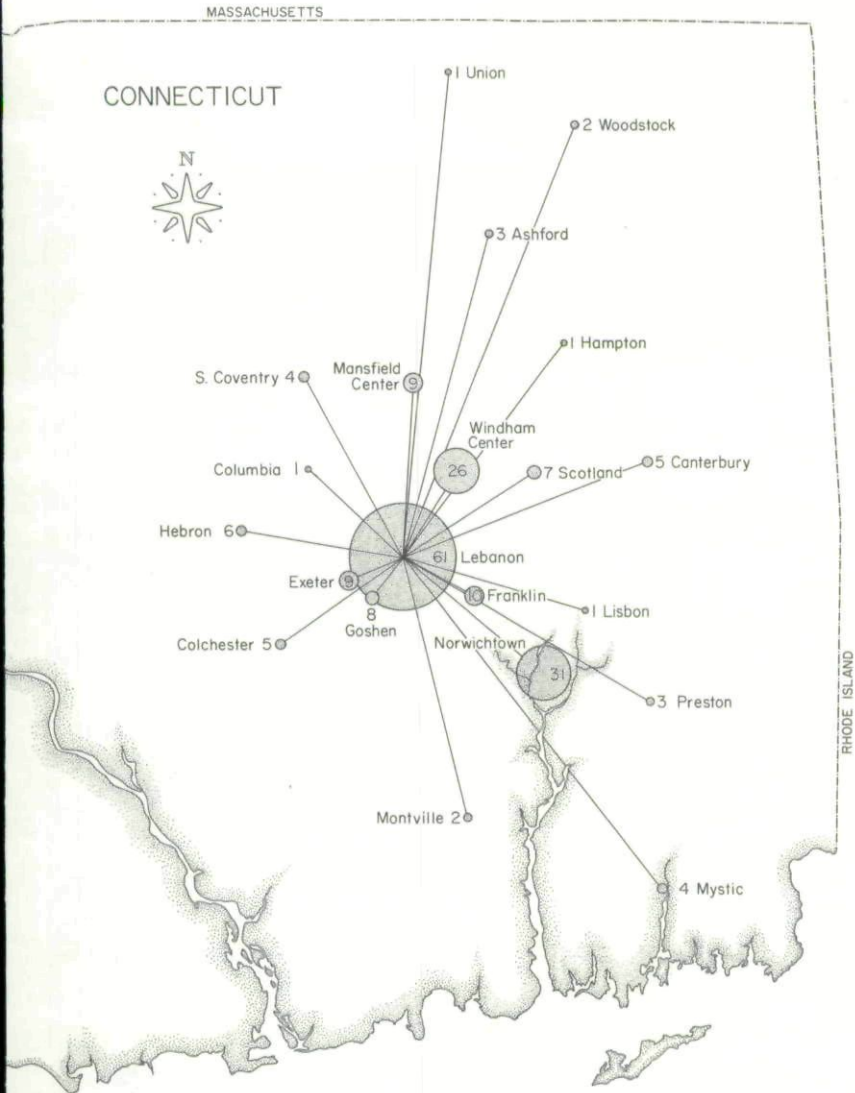 MASSACHUSETTS
CONNECTICUT
N
1 Union
2 Woodstock
3 Ashford
1 Hampton
S. Coventry 4
Mansfield
Center
9
Windham
Center
26
Columbia 1
7 Scotland
5 Canterbury
Hebron 6
61 Lebanon
Exeter 9
10 Franklin
8
Goshen
1 Lisbon
Colchester 5
Norwichtown
31
3 Preston
RHODE ISLAND
Montville 2
4 Mystic